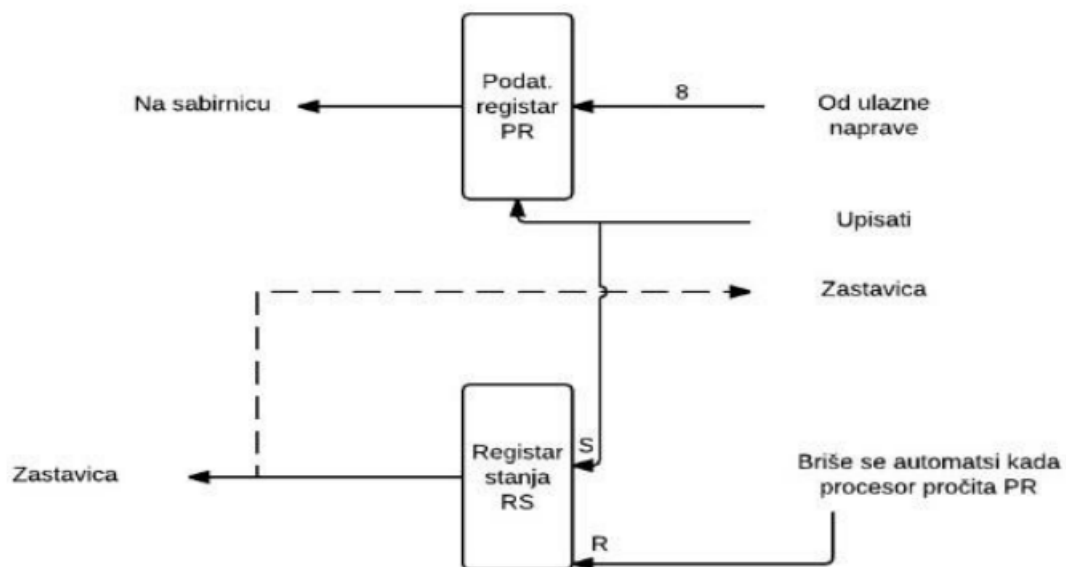 Podat.
registar
PR
Na sabirnicu
8
Od ulazne
naprave
Upisati
Zastavica
Registar
stanja
RS
S
R
Zastavica
Briše se automatsi kada
procesor pročita PR